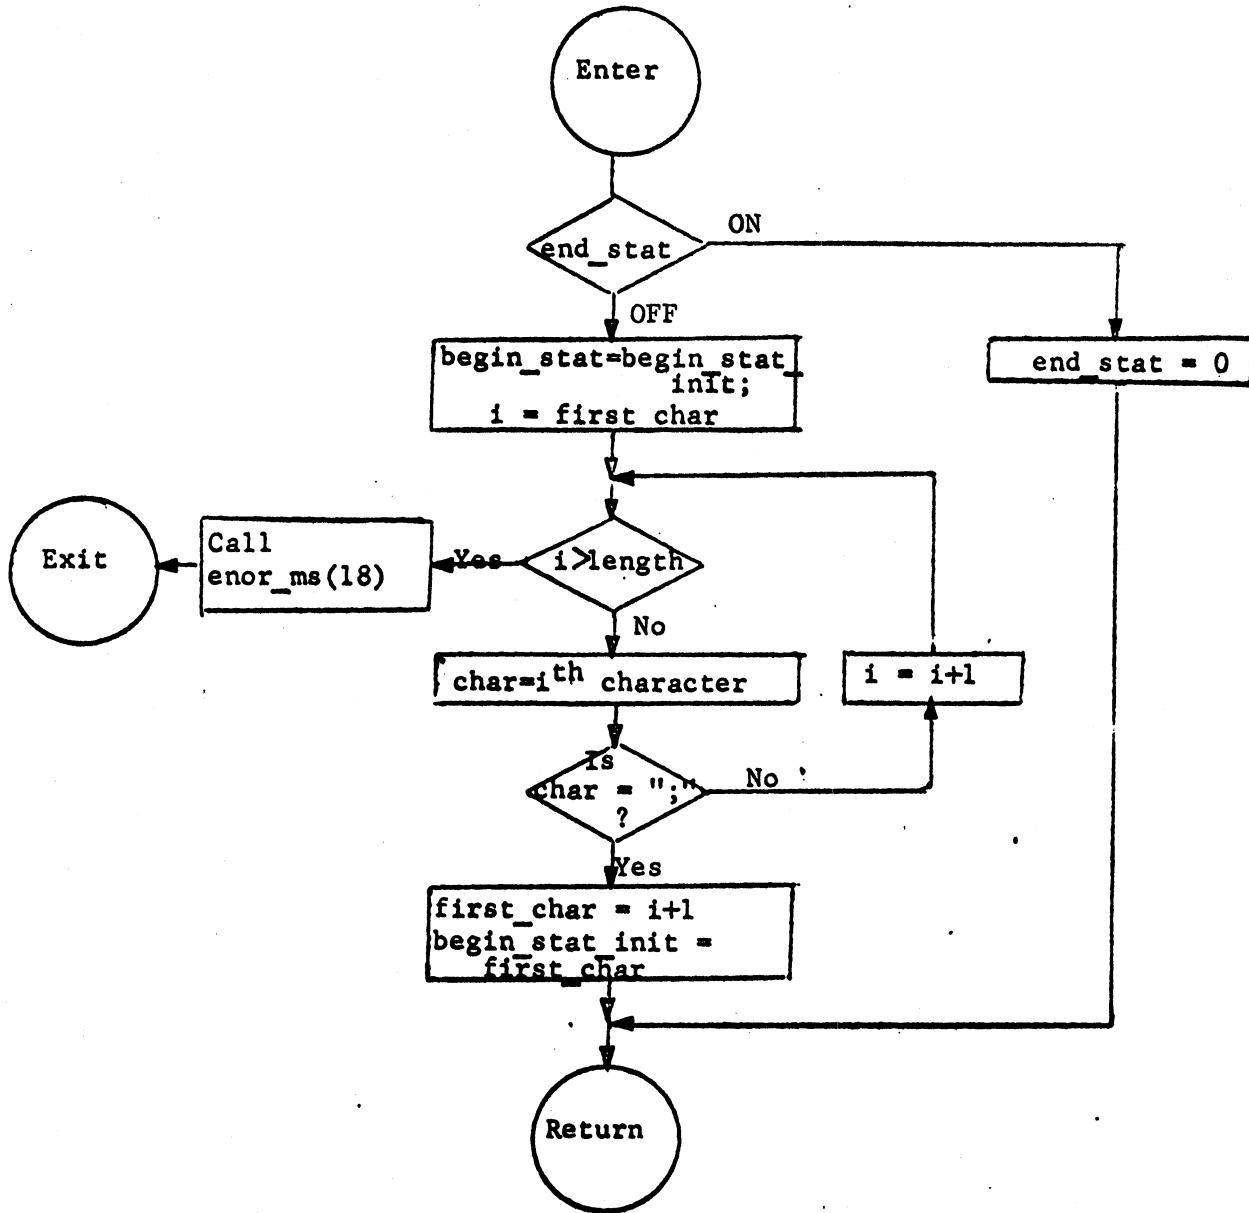 Enter
end_stat
ON
OFF
begin_stat=begin_stat_
init;
i = first char
end_stat = 0
Exit
Call
enor_ms(18)
Yes
i>length
No
char=i^th character
i = i+1
Is
char = ";"
?
No
Yes
first_char = i+1
begin_stat_init =
first_char
Return